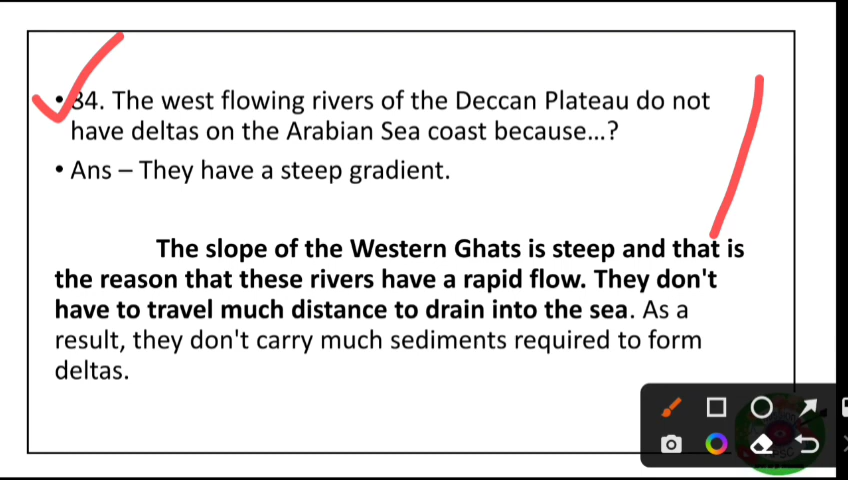 • 84. The west flowing rivers of the Deccan Plateau do not
have deltas on the Arabian Sea coast because...?
• Ans – They have a steep gradient.
The slope of the Western Ghats is steep and that is
the reason that these rivers have a rapid flow. They don't
have to travel much distance to drain into the sea. As a
result, they don't carry much sediments required to form
deltas.